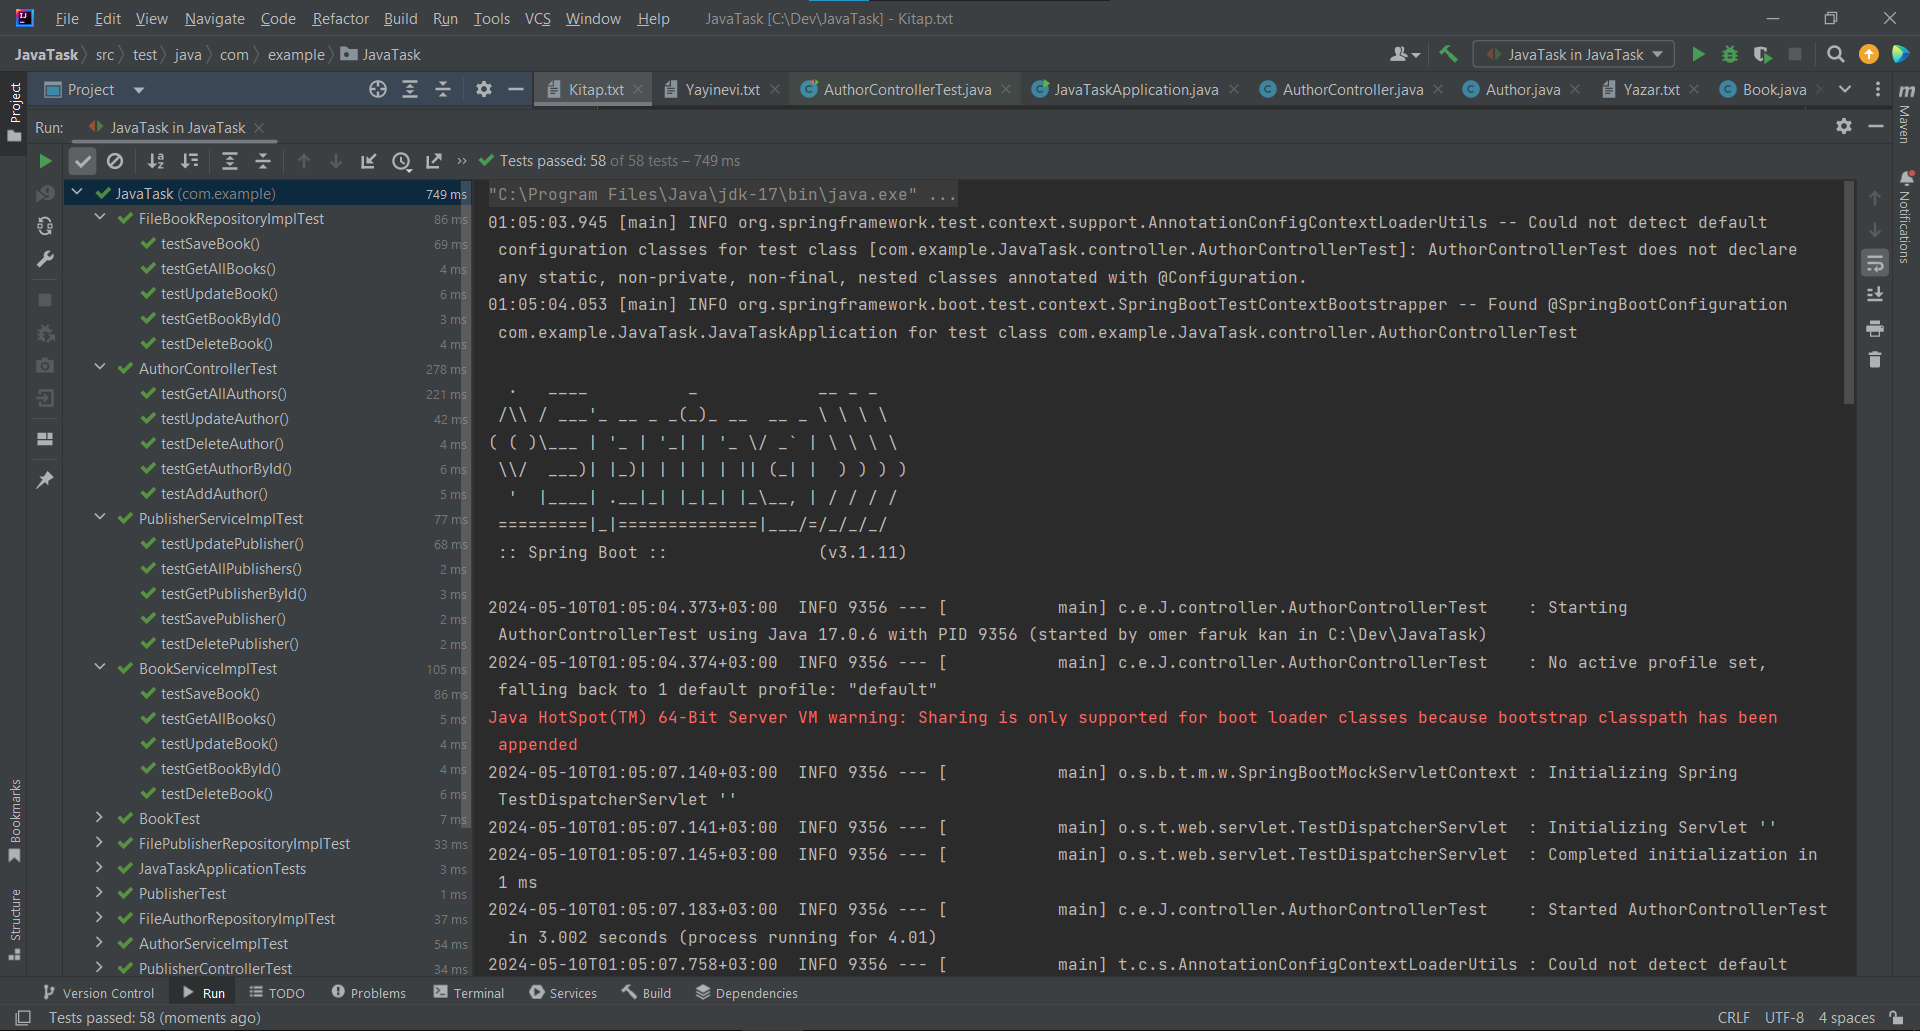 File Edit View Navigate Code Refactor Build Run Tools VCS Window Help JavaTask [C:\Dev\JavaTask] - Kitap.txt
JavaTask src test java com example JavaTask JavaTask in JavaTask
Project Kitap.txt Yayinevi.txt AuthorControllerTest.java JavaTaskApplication.java AuthorController.java Author.java Yazar.txt Book.java
Project
Maven
Notifications
Bookmarks
Structure
Run: JavaTask in JavaTask
Tests passed: 58 of 58 tests – 749 ms
JavaTask (com.example) 749 ms
FileBookRepositoryImplTest 86 ms
testSaveBook() 69 ms
testGetAllBooks() 4 ms
testUpdateBook() 6 ms
testGetBookById() 3 ms
testDeleteBook() 4 ms
AuthorControllerTest 278 ms
testGetAllAuthors() 221 ms
testUpdateAuthor() 42 ms
testDeleteAuthor() 4 ms
testGetAuthorById() 6 ms
testAddAuthor() 5 ms
PublisherServiceImplTest 77 ms
testUpdatePublisher() 68 ms
testGetAllPublishers() 2 ms
testGetPublisherById() 3 ms
testSavePublisher() 2 ms
testDeletePublisher() 2 ms
BookServiceImplTest 105 ms
testSaveBook() 86 ms
testGetAllBooks() 5 ms
testUpdateBook() 4 ms
testGetBookById() 4 ms
testDeleteBook() 6 ms
BookTest 7 ms
FilePublisherRepositoryImplTest 33 ms
JavaTaskApplicationTests 3 ms
PublisherTest 1 ms
FileAuthorRepositoryImplTest 37 ms
AuthorServiceImplTest 54 ms
PublisherControllerTest 34 ms
"C:\Program Files\Java\jdk-17\bin\java.exe" ...
01:05:03.945 [main] INFO org.springframework.test.context.support.AnnotationConfigContextLoaderUtils -- Could not detect default
configuration classes for test class [com.example.JavaTask.controller.AuthorControllerTest]: AuthorControllerTest does not declare
any static, non-private, non-final, nested classes annotated with @Configuration.
01:05:04.053 [main] INFO org.springframework.boot.test.context.SpringBootTestContextBootstrapper -- Found @SpringBootConfiguration
com.example.JavaTask.JavaTaskApplication for test class com.example.JavaTask.controller.AuthorControllerTest
  .   ____          _            __ _ _
 /\\ / ___'_ __ _ _(_)_ __  __ _ \ \ \ \
( ( )\___ | '_ | '_| | '_ \/ _` | \ \ \ \
 \\/  ___)| |_)| | | | | || (_| |  ) ) ) )
  '  |____| .__|_| |_|_| |_\__, | / / / /
 =========|_|==============|___/=/_/_/_/
:: Spring Boot :: (v3.1.11)
2024-05-10T01:05:04.373+03:00 INFO 9356 --- [ main] c.e.J.controller.AuthorControllerTest : Starting
AuthorControllerTest using Java 17.0.6 with PID 9356 (started by omer faruk kan in C:\Dev\JavaTask)
2024-05-10T01:05:04.374+03:00 INFO 9356 --- [ main] c.e.J.controller.AuthorControllerTest : No active profile set,
falling back to 1 default profile: "default"
Java HotSpot(TM) 64-Bit Server VM warning: Sharing is only supported for boot loader classes because bootstrap classpath has been
appended
2024-05-10T01:05:07.140+03:00 INFO 9356 --- [ main] o.s.b.t.m.w.SpringBootMockServletContext : Initializing Spring
TestDispatcherServlet ''
2024-05-10T01:05:07.141+03:00 INFO 9356 --- [ main] o.s.t.web.servlet.TestDispatcherServlet : Initializing Servlet ''
2024-05-10T01:05:07.145+03:00 INFO 9356 --- [ main] o.s.t.web.servlet.TestDispatcherServlet : Completed initialization in
1 ms
2024-05-10T01:05:07.183+03:00 INFO 9356 --- [ main] c.e.J.controller.AuthorControllerTest : Started AuthorControllerTest
in 3.002 seconds (process running for 4.01)
2024-05-10T01:05:07.758+03:00 INFO 9356 --- [ main] t.c.s.AnnotationConfigContextLoaderUtils : Could not detect default
Version Control Run TODO Problems Terminal Services Build Dependencies
Tests passed: 58 (moments ago) CRLF UTF-8 4 spaces